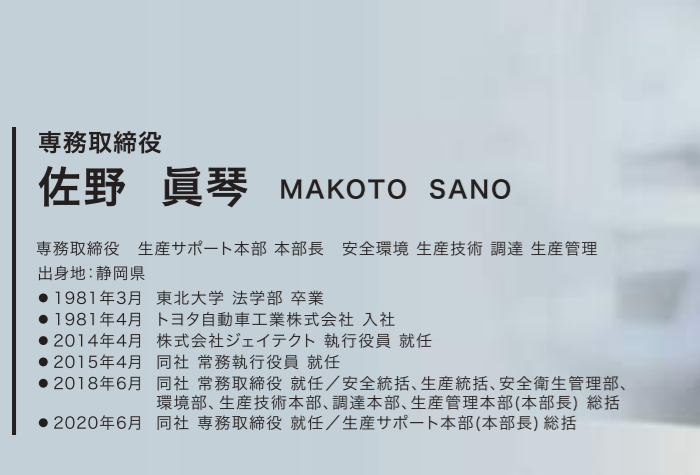 専務取締役
佐野 眞琴 MAKOTO SANO
専務取締役 生産サポート本部 本部長 安全環境 生産技術 調達 生産管理
出身地:静岡県
●1981年3月 東北大学 法学部 卒業
●1981年4月 トヨタ自動車工業株式会社 入社
●2014年4月 株式会社ジェイテクト 執行役員 就任
●2015年4月 同社 常務執行役員 就任
●2018年6月 同社 常務取締役 就任／安全統括、生産統括、安全衛生管理部、
環境部、生産技術本部、調達本部、生産管理本部(本部長) 総括
●2020年6月 同社 専務取締役 就任／生産サポート本部(本部長)総括